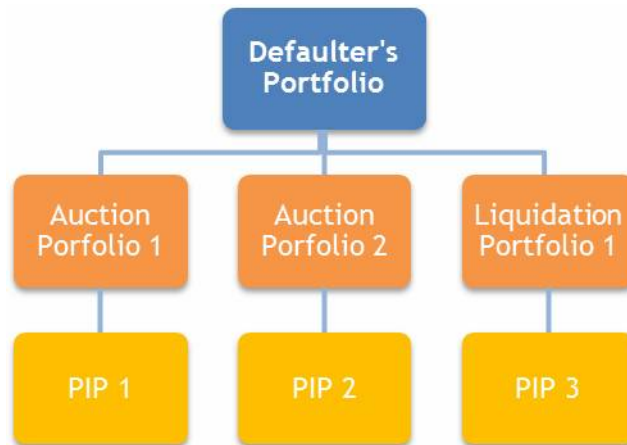 Defaulter's
Portfolio
Auction
Porfolio 1
Auction
Porfolio 2
Liquidation
Portfolio 1
PIP 1
PIP 2
PIP 3